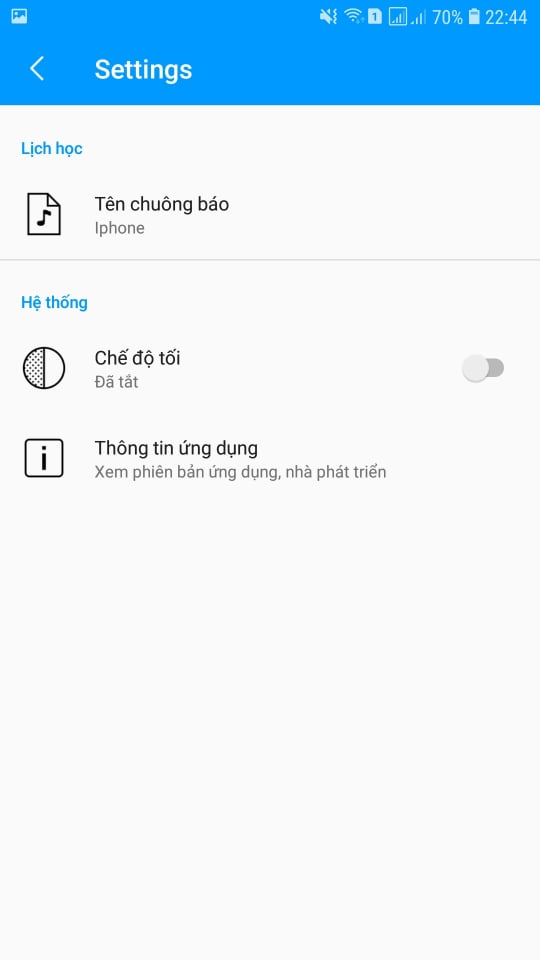 1 70% 22:44
Settings
Lịch học
Tên chuông báo
Iphone
Hệ thống
Chế độ tối
Đã tắt
Thông tin ứng dụng
Xem phiên bản ứng dụng, nhà phát triển